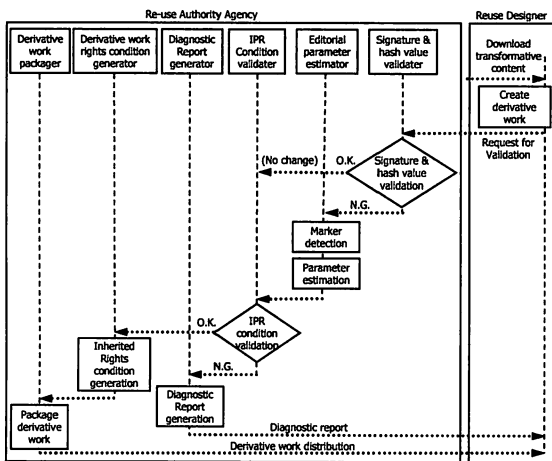 Re-use Authority Agency
Reuse Designer
Derivative
work
packager
Derivative work
rights condition
generator
Diagnostic
Report
generator
IPR
Condition
validater
Editorial
parameter
estimator
Signature &
hash value
validater
Download
transformative
content
Create
derivative
work
Request for
Validation
(No change)
O.K.
Signature &
hash value
validation
N.G.
Marker
detection
Parameter
estimation
O.K.
IPR
condition
validation
N.G.
Inherited
Rights
condition
generation
Diagnostic
Report
generation
Package
derivative
work
Diagnostic report
Derivative work distribution